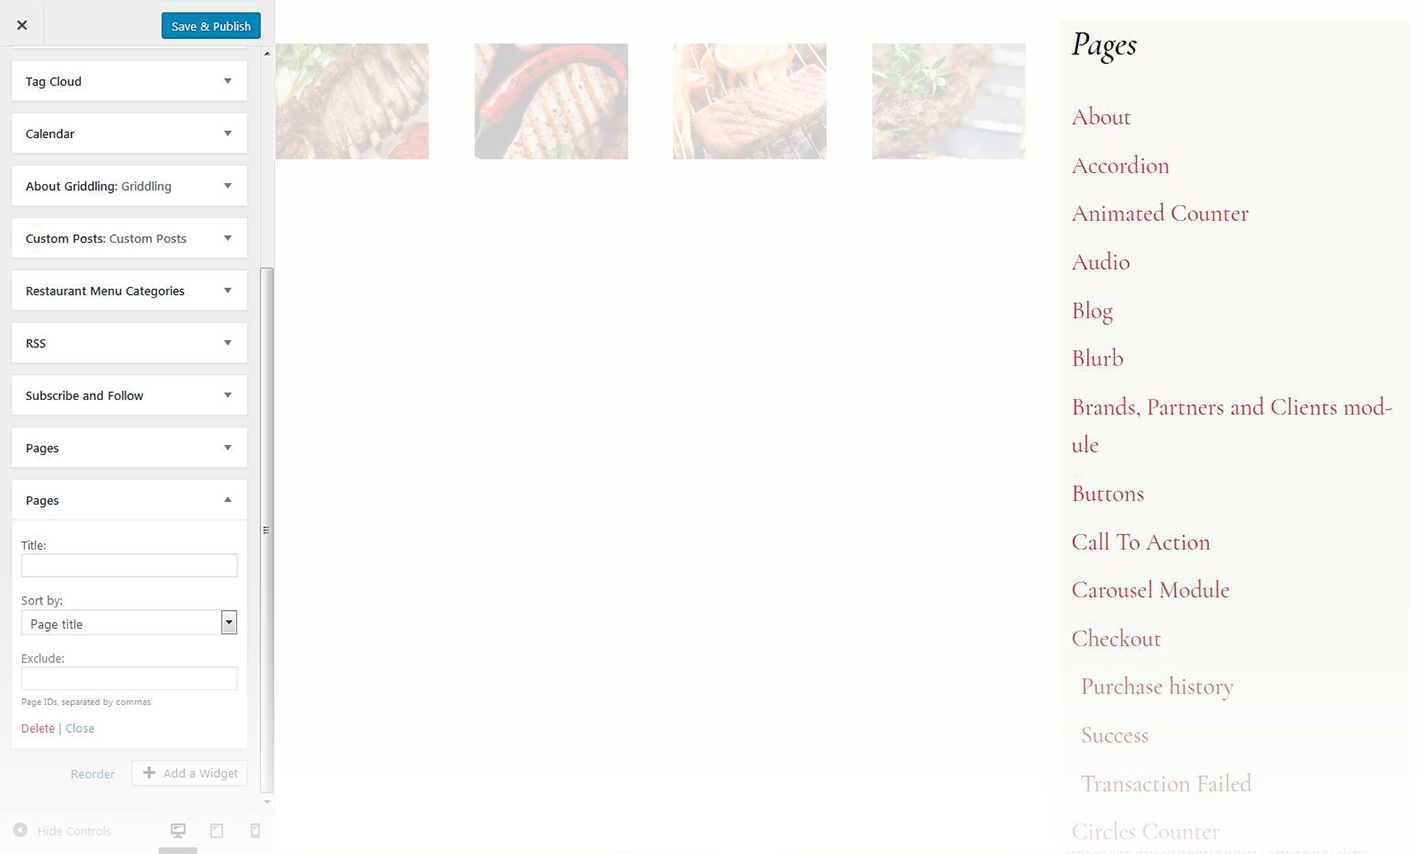 Save & Publish
Tag Cloud
Calendar
About Griddling: Griddling
Custom Posts: Custom Posts
Restaurant Menu Categories
RSS
Subscribe and Follow
Pages
Pages
Title:
Sort by:
Page title
Exclude:
Page IDs, separated by commas.
Delete | Close
Reorder
Add a Widget
Hide Controls
Pages
About
Accordion
Animated Counter
Audio
Blog
Blurb
Brands, Partners and Clients mod-
ule
Buttons
Call To Action
Carousel Module
Checkout
Purchase history
Success
Transaction Failed
Circles Counter